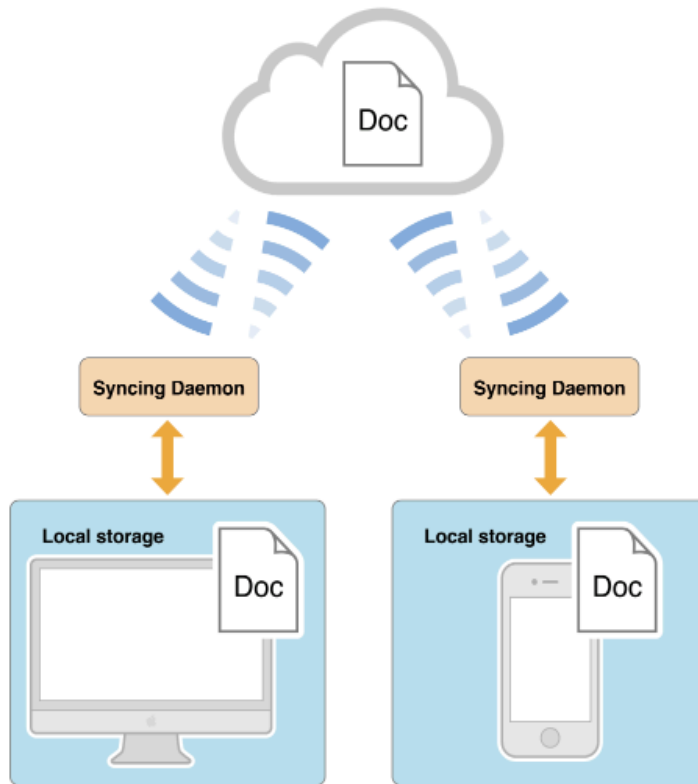 Doc
Syncing Daemon
Syncing Daemon
Local storage
Doc
Local storage
Doc